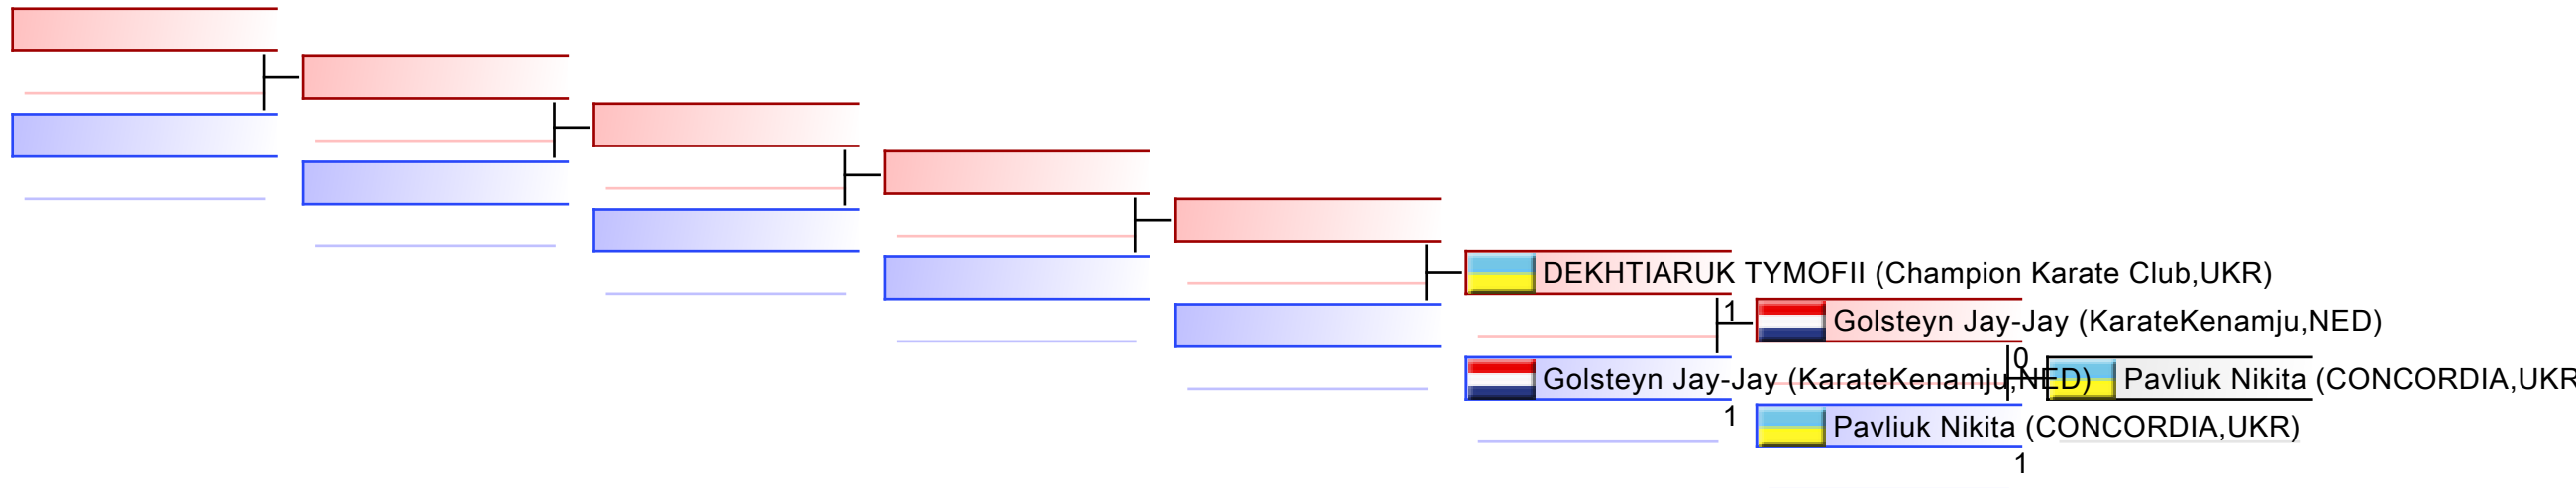 DEKHTIARUK TYMOFII (Champion Karate Club,UKR)
1
Golsteyn Jay-Jay (KarateKenamju,NED)
0
Golsteyn Jay-Jay (KarateKenamju,NED)
Pavliuk Nikita (CONCORDIA,UKR
1
Pavliuk Nikita (CONCORDIA,UKR)
1